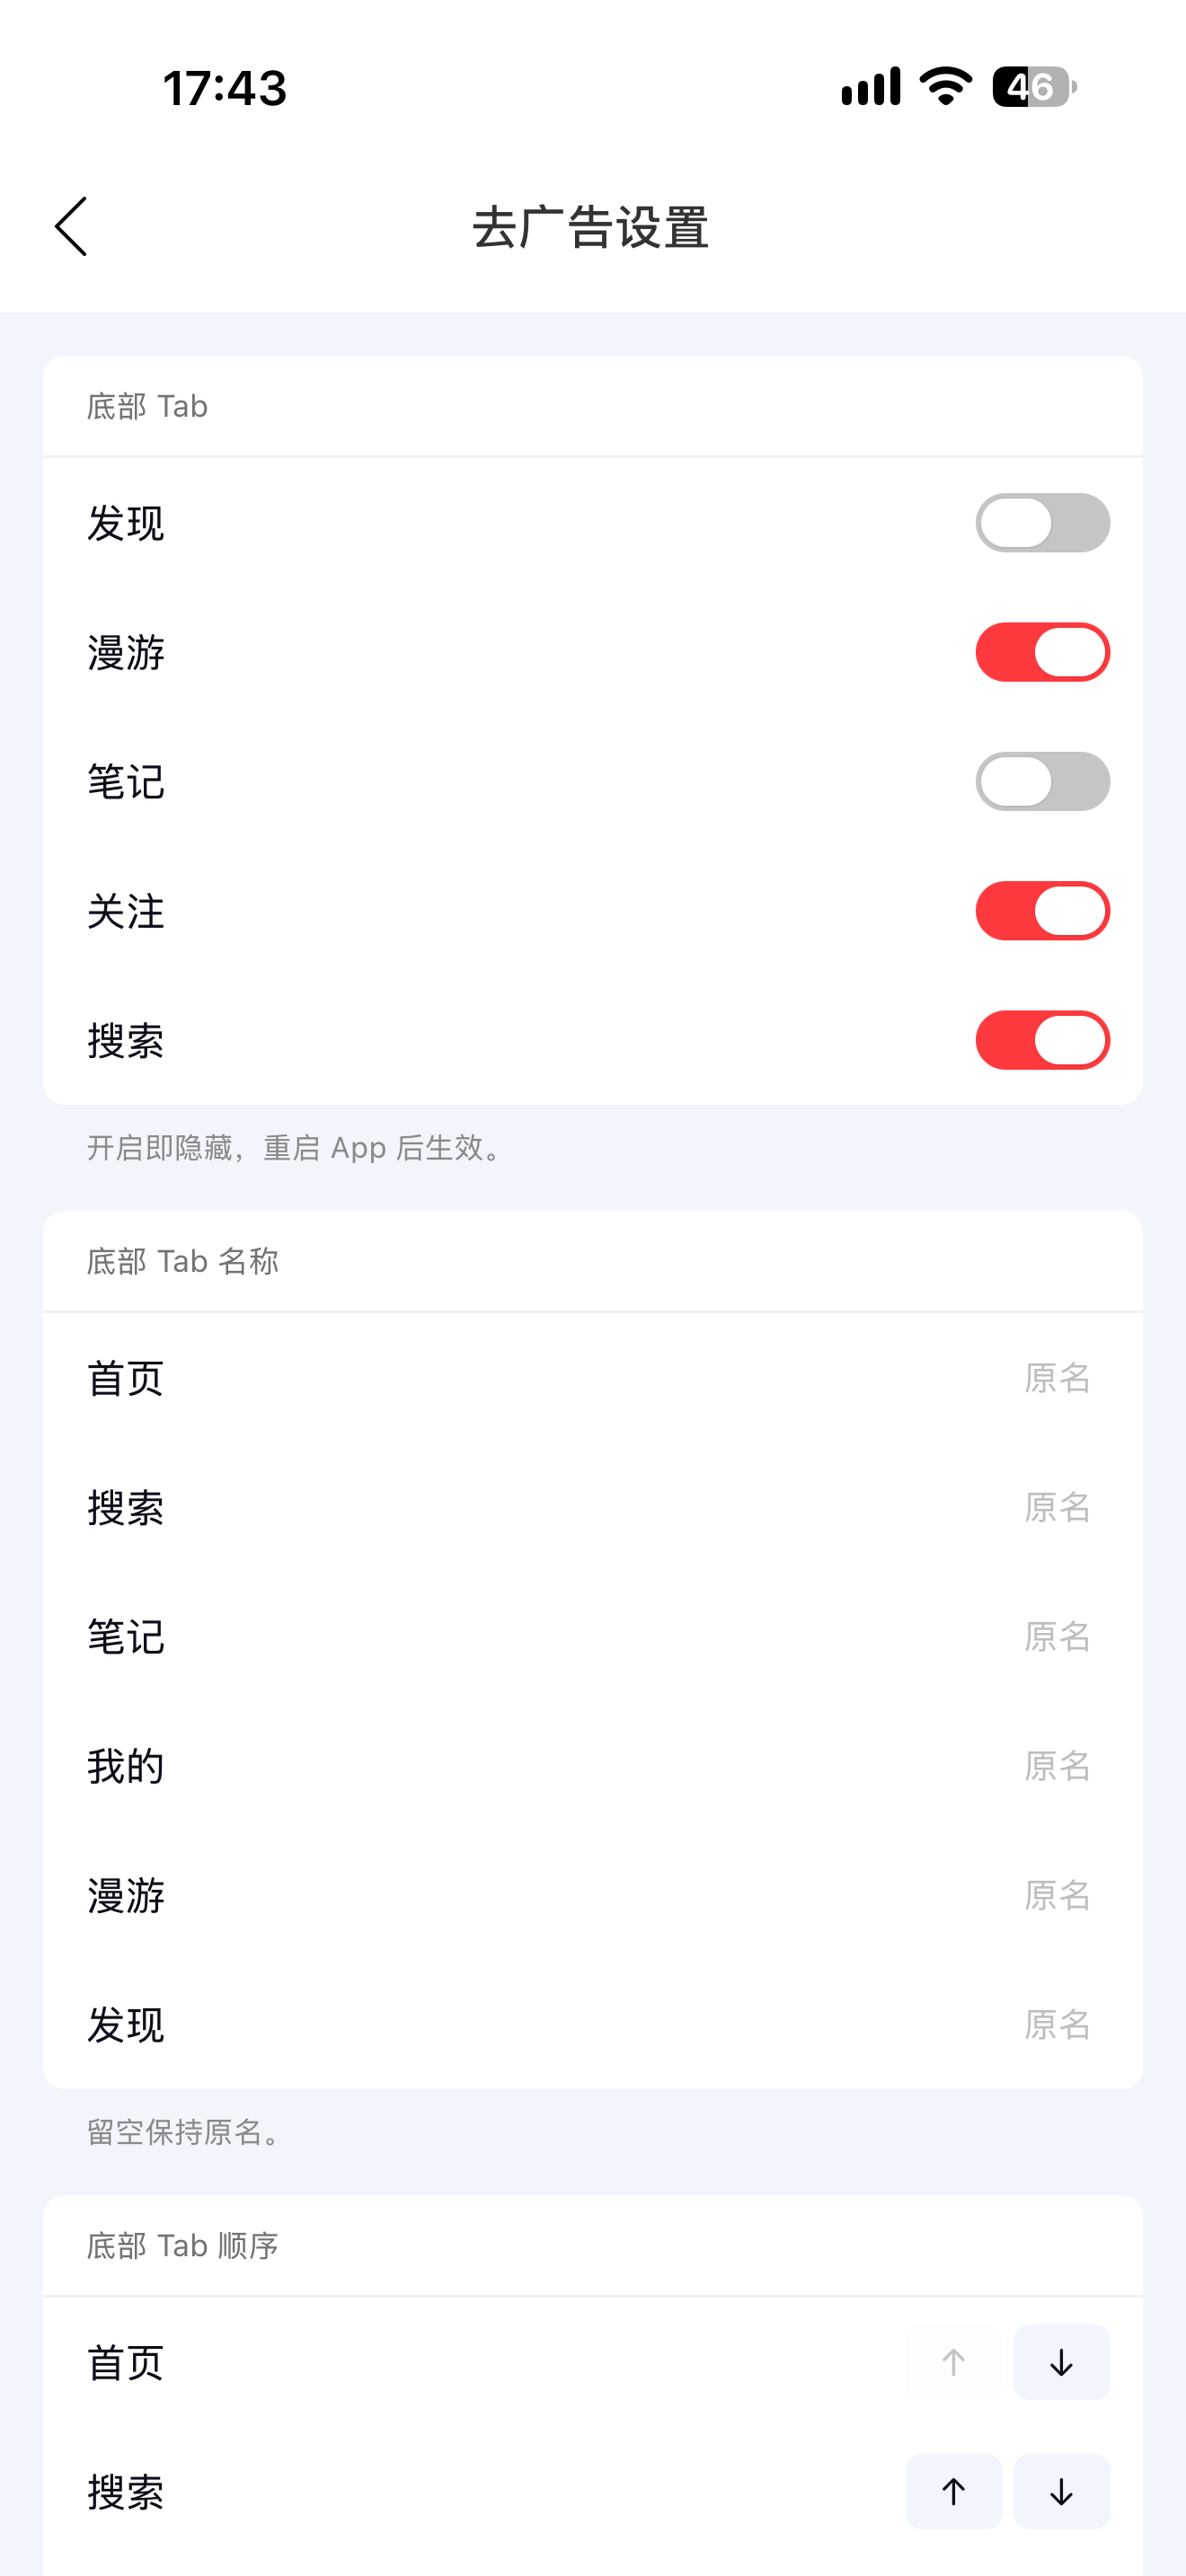 17:43
46
去广告设置
底部 Tab
发现
漫游
笔记
关注
搜索
开启即隐藏，重启 App 后生效。
底部 Tab 名称
首页 原名
搜索 原名
笔记 原名
我的 原名
漫游 原名
发现 原名
留空保持原名。
底部 Tab 顺序
首页 ↑ ↓
搜索 ↑ ↓